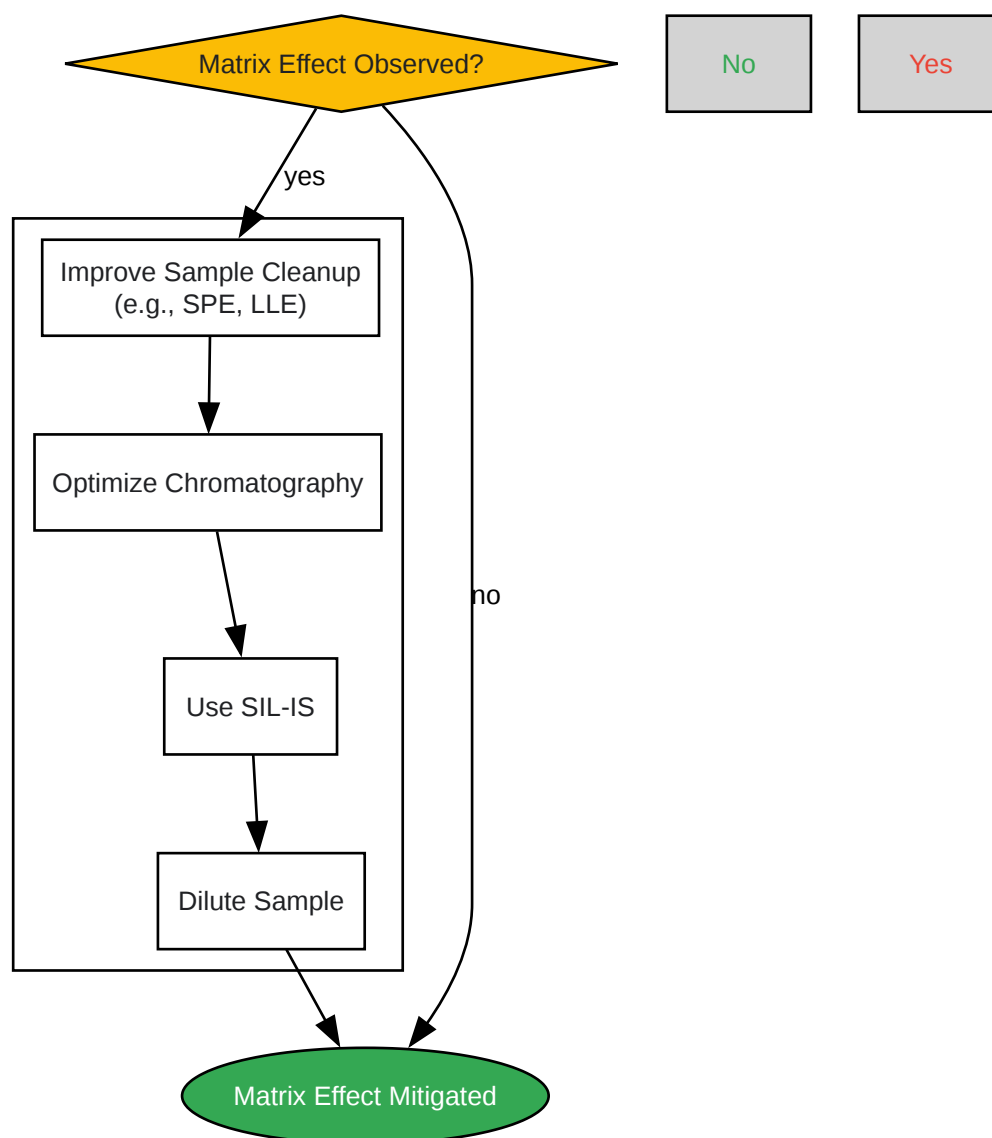 Matrix Effect Observed?
No
Yes
yes
Improve Sample Cleanup
(e.g., SPE, LLE)
Optimize Chromatography
no
Use SIL-IS
Dilute Sample
Matrix Effect Mitigated